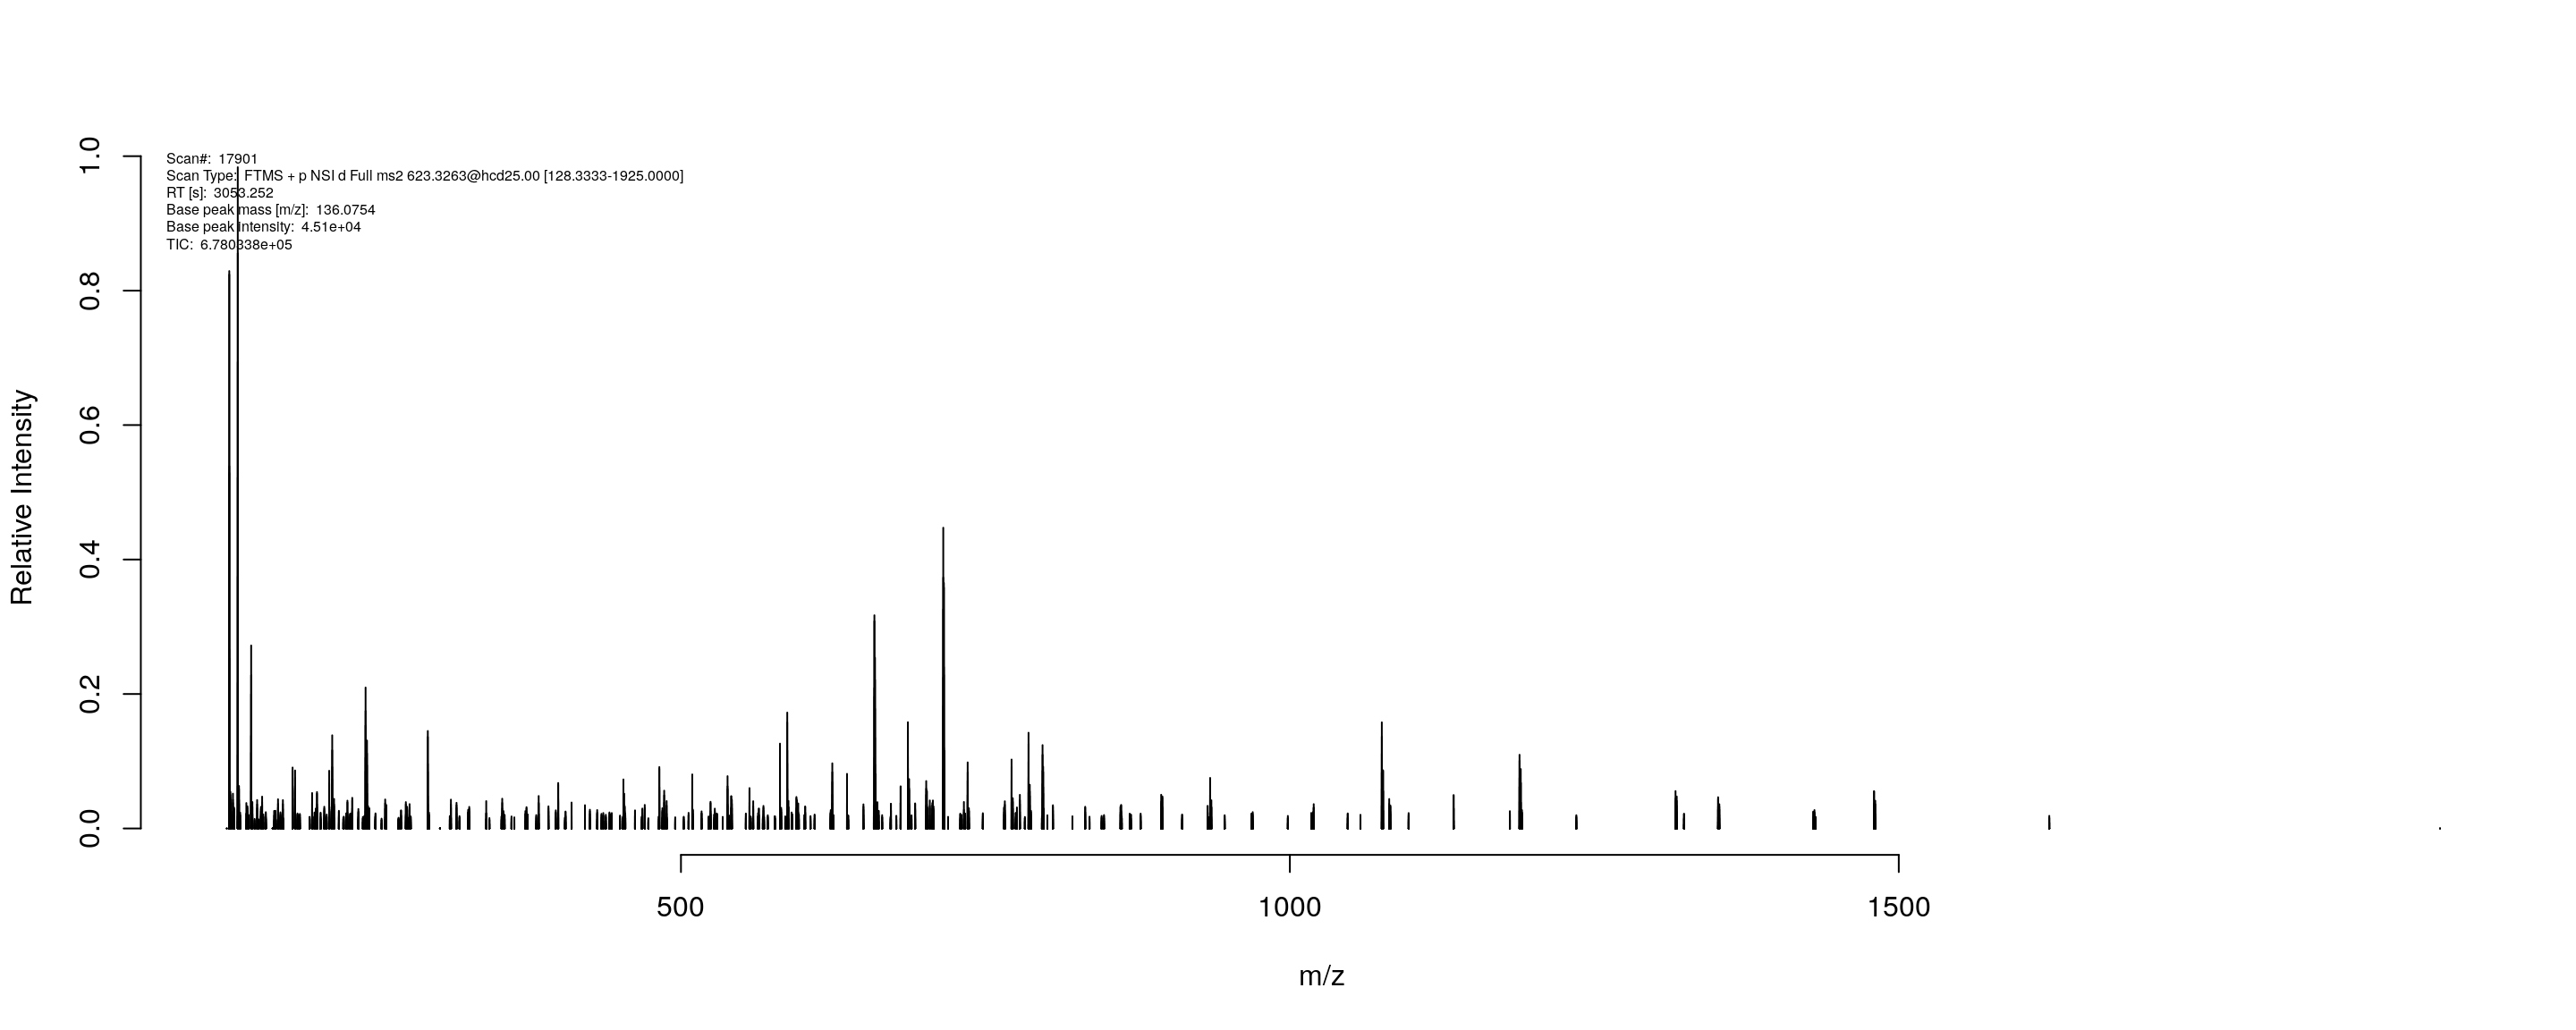 Scan#: 17901
Scan Type: FTMS + p NSI d Full ms2 623.3263@hcd25.00 [128.3333-1925.0000]
RT [s]: 3053.252
Base peak mass [m/z]: 136.0754
Base peak intensity: 4.51e+04
TIC: 6.780338e+05
1.0
0.8
0.6
0.4
0.2
0.0
Relative Intensity
500 1000 1500
m/z